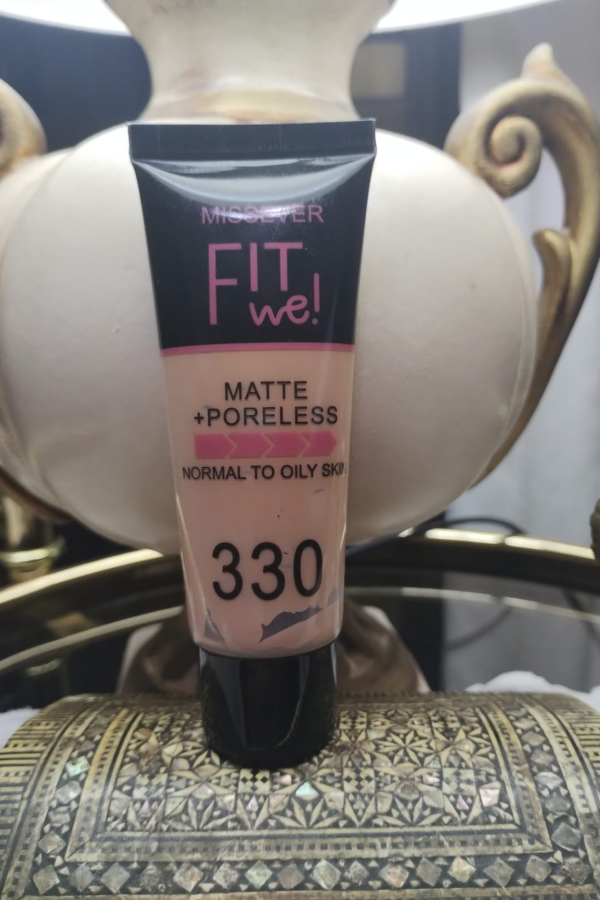 MISSEVER
FIT
we!
MATTE
+PORELESS
NORMAL TO OILY SKIN
330